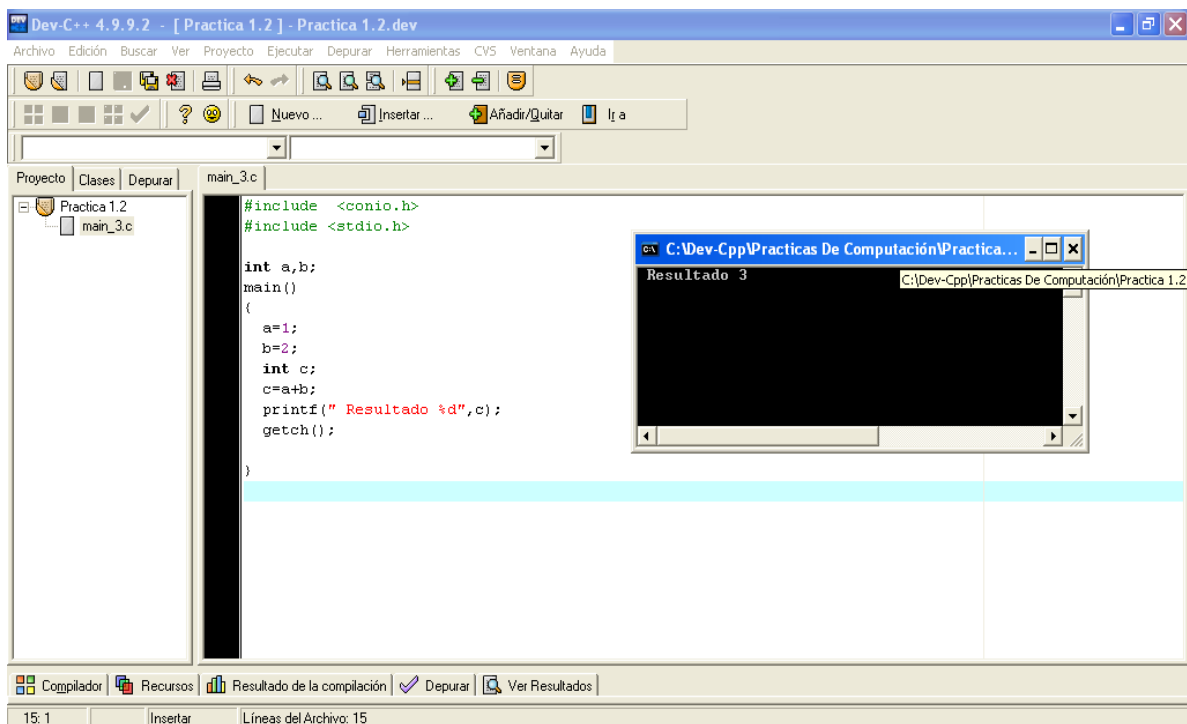 Dev-C++ 4.9.9.2 - [ Practica 1.2 ] - Practica 1.2.dev
Archivo Edición Buscar Ver Proyecto Ejecutar Depurar Herramientas CVS Ventana Ayuda
Nuevo ... Insertar ... Añadir/Quitar Ir a
Proyecto Clases Depurar
Practica 1.2
main_3.c
main_3.c
#include  <conio.h>
#include <stdio.h>
int a,b;
main()
{
a=1;
b=2;
int c;
c=a+b;
printf(" Resultado %d",c);
getch();
}
C:\Dev-Cpp\Practicas De Computación\Practica...
Resultado 3
C:\Dev-Cpp\Practicas De Computación\Practica 1.2
Compilador Recursos Resultado de la compilación Depurar Ver Resultados
15: 1 Insertar Líneas del Archivo: 15